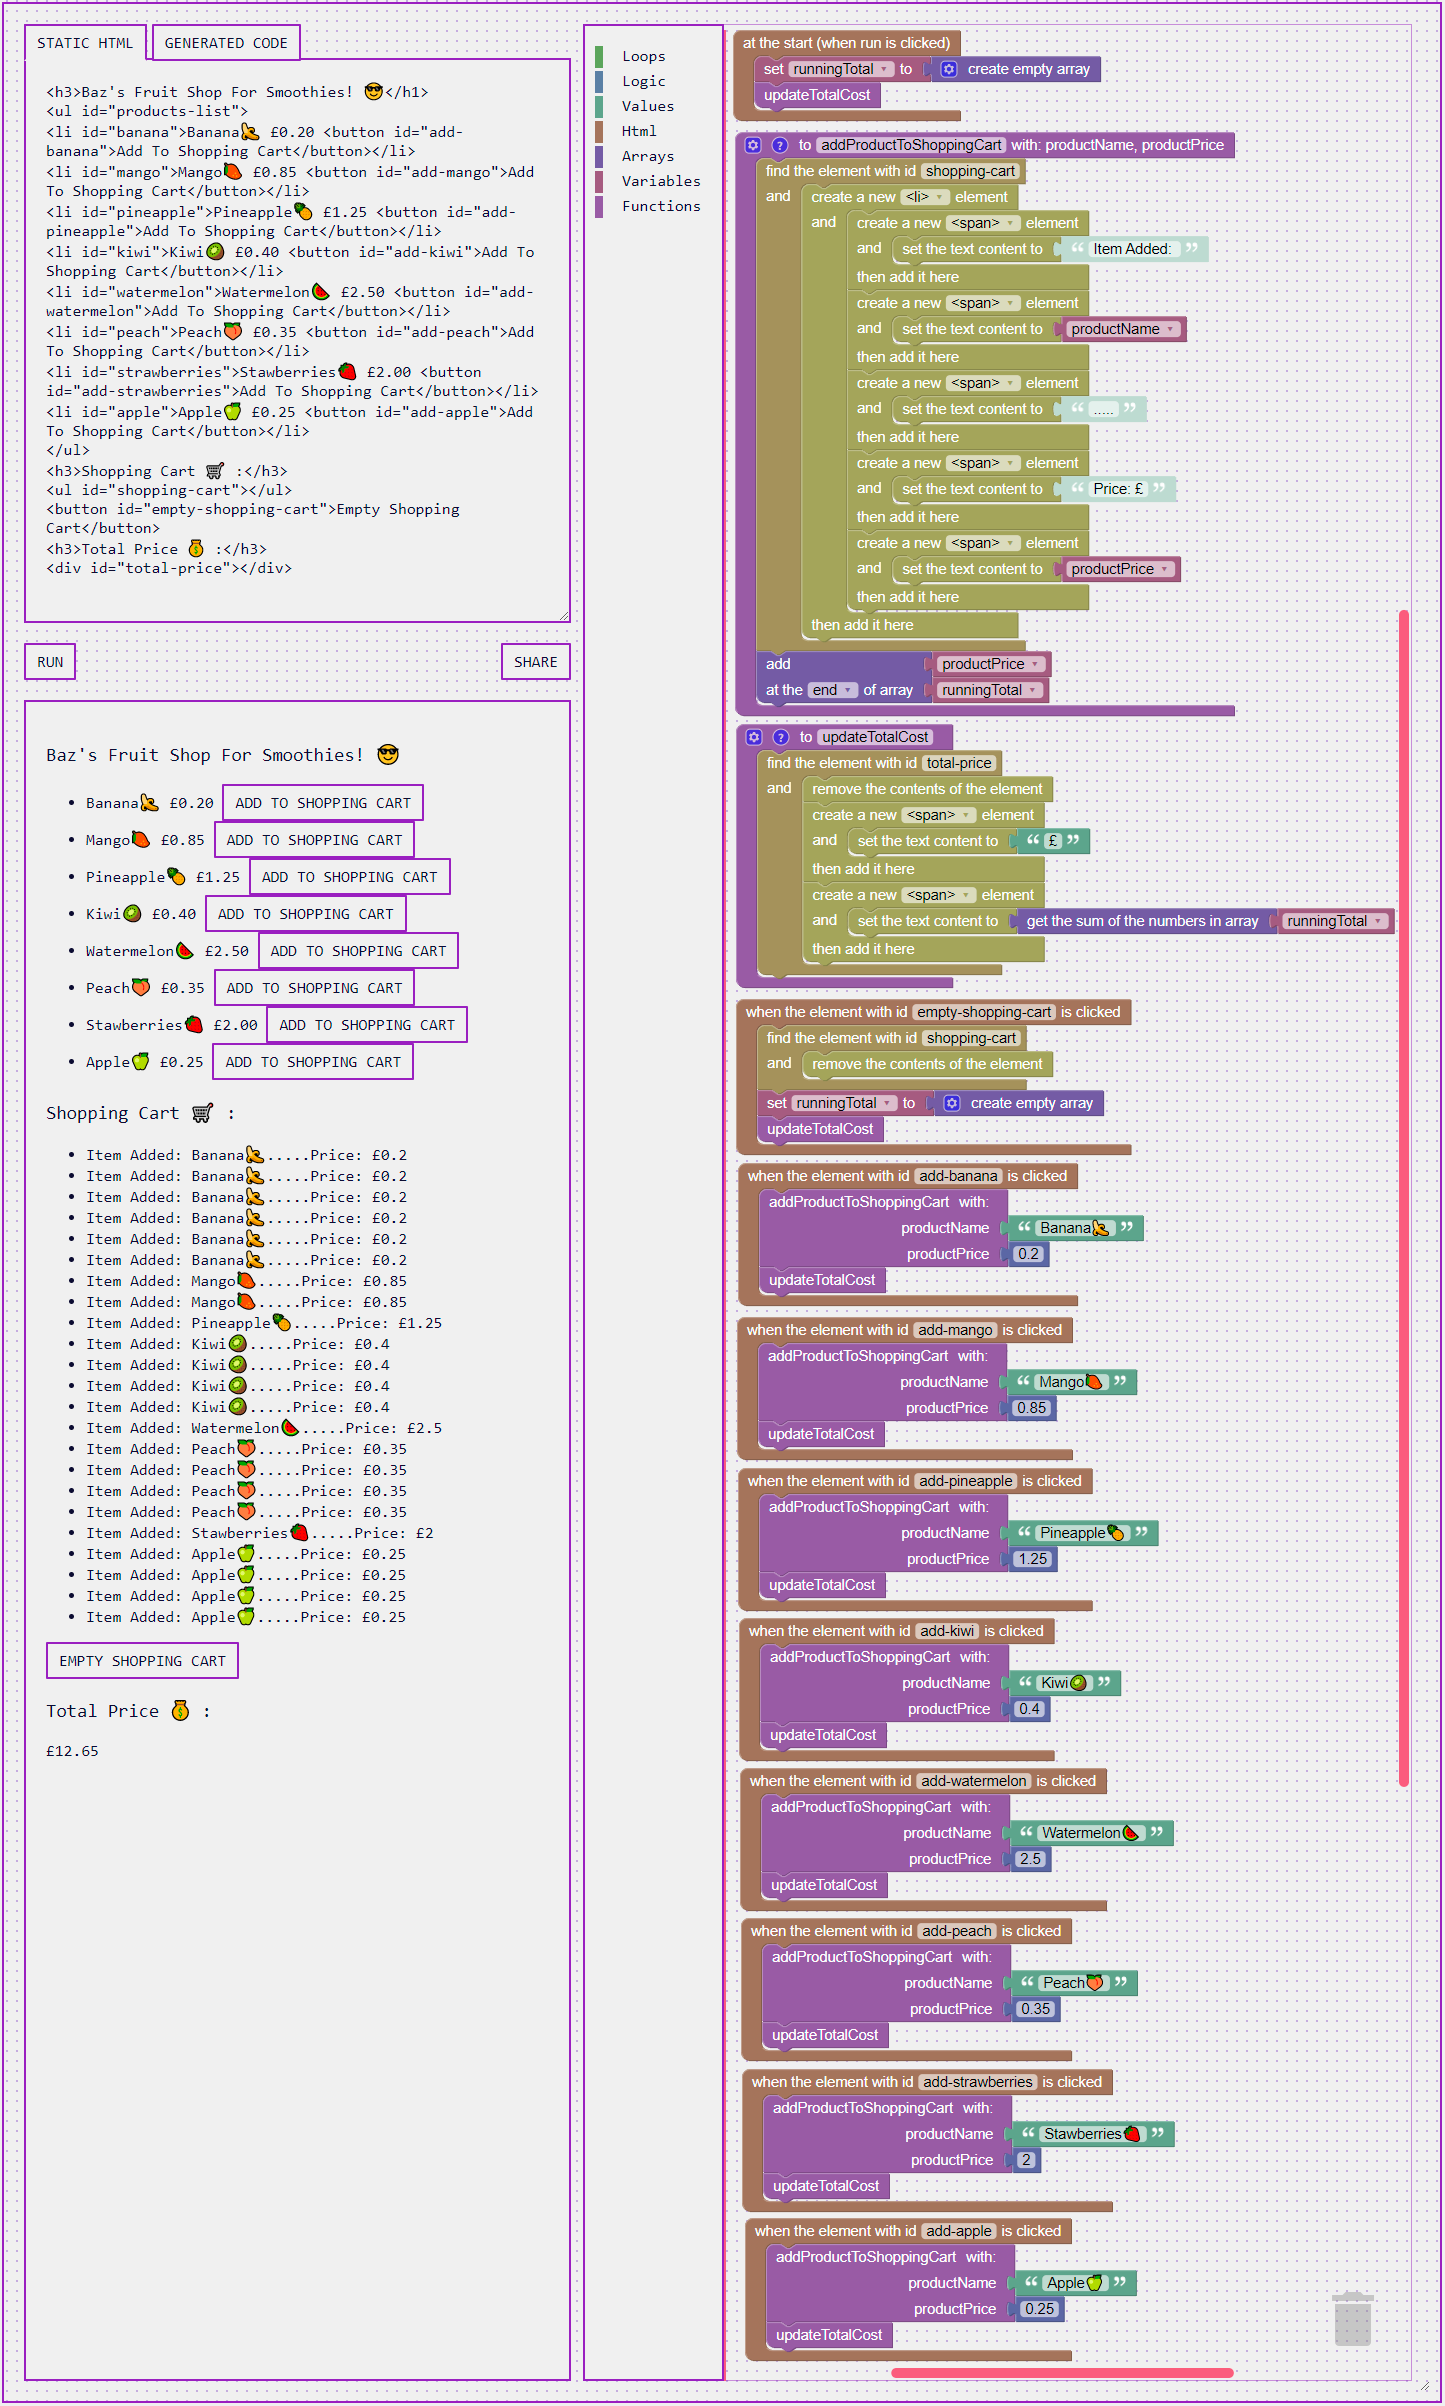 STATIC HTML
GENERATED CODE
<h3>Baz's Fruit Shop For Smoothies! 😎</h1>
<ul id="products-list">
<li id="banana">Banana🍌 £0.20 <button id="add-
banana">Add To Shopping Cart</button></li>
<li id="mango">Mango🥭 £0.85 <button id="add-mango">Add
To Shopping Cart</button></li>
<li id="pineapple">Pineapple🍍 £1.25 <button id="add-
pineapple">Add To Shopping Cart</button></li>
<li id="kiwi">Kiwi🥝 £0.40 <button id="add-kiwi">Add To
Shopping Cart</button></li>
<li id="watermelon">Watermelon🍉 £2.50 <button id="add-
watermelon">Add To Shopping Cart</button></li>
<li id="peach">Peach🍑 £0.35 <button id="add-peach">Add
To Shopping Cart</button></li>
<li id="strawberries">Stawberries🍓 £2.00 <button
id="add-strawberries">Add To Shopping Cart</button></li>
<li id="apple">Apple🍏 £0.25 <button id="add-apple">Add
To Shopping Cart</button></li>
</ul>
<h3>Shopping Cart 🛒 :</h3>
<ul id="shopping-cart"></ul>
<button id="empty-shopping-cart">Empty Shopping
Cart</button>
<h3>Total Price 💰 :</h3>
<div id="total-price"></div>
RUN
SHARE
Baz's Fruit Shop For Smoothies! 😎
• Banana🍌 £0.20 ADD TO SHOPPING CART
• Mango🥭 £0.85 ADD TO SHOPPING CART
• Pineapple🍍 £1.25 ADD TO SHOPPING CART
• Kiwi🥝 £0.40 ADD TO SHOPPING CART
• Watermelon🍉 £2.50 ADD TO SHOPPING CART
• Peach🍑 £0.35 ADD TO SHOPPING CART
• Stawberries🍓 £2.00 ADD TO SHOPPING CART
• Apple🍏 £0.25 ADD TO SHOPPING CART
Shopping Cart 🛒 :
• Item Added: Banana🍌.....Price: £0.2
• Item Added: Banana🍌.....Price: £0.2
• Item Added: Banana🍌.....Price: £0.2
• Item Added: Banana🍌.....Price: £0.2
• Item Added: Banana🍌.....Price: £0.2
• Item Added: Banana🍌.....Price: £0.2
• Item Added: Mango🥭.....Price: £0.85
• Item Added: Mango🥭.....Price: £0.85
• Item Added: Pineapple🍍.....Price: £1.25
• Item Added: Kiwi🥝.....Price: £0.4
• Item Added: Kiwi🥝.....Price: £0.4
• Item Added: Kiwi🥝.....Price: £0.4
• Item Added: Kiwi🥝.....Price: £0.4
• Item Added: Watermelon🍉.....Price: £2.5
• Item Added: Peach🍑.....Price: £0.35
• Item Added: Peach🍑.....Price: £0.35
• Item Added: Peach🍑.....Price: £0.35
• Item Added: Peach🍑.....Price: £0.35
• Item Added: Stawberries🍓.....Price: £2
• Item Added: Apple🍏.....Price: £0.25
• Item Added: Apple🍏.....Price: £0.25
• Item Added: Apple🍏.....Price: £0.25
• Item Added: Apple🍏.....Price: £0.25
EMPTY SHOPPING CART
Total Price 💰 :
£12.65
Loops
Logic
Values
Html
Arrays
Variables
Functions
at the start (when run is clicked)
set runningTotal to create empty array
updateTotalCost
? to addProductToShoppingCart with: productName, productPrice
find the element with id shopping-cart
and create a new <li> element
and create a new <span> element
and set the text content to “ Item Added: ”
then add it here
create a new <span> element
and set the text content to productName
then add it here
create a new <span> element
and set the text content to “ ..... ”
then add it here
create a new <span> element
and set the text content to “ Price: £ ”
then add it here
create a new <span> element
and set the text content to productPrice
then add it here
then add it here
add productPrice
at the end of array runningTotal
? to updateTotalCost
find the element with id total-price
and remove the contents of the element
create a new <span> element
and set the text content to “ £ ”
then add it here
create a new <span> element
and set the text content to get the sum of the numbers in array runningTotal
then add it here
when the element with id empty-shopping-cart is clicked
find the element with id shopping-cart
and remove the contents of the element
set runningTotal to create empty array
updateTotalCost
when the element with id add-banana is clicked
addProductToShoppingCart with:
productName “ Banana🍌 ”
productPrice 0.2
updateTotalCost
when the element with id add-mango is clicked
addProductToShoppingCart with:
productName “ Mango🥭 ”
productPrice 0.85
updateTotalCost
when the element with id add-pineapple is clicked
addProductToShoppingCart with:
productName “ Pineapple🍍 ”
productPrice 1.25
updateTotalCost
when the element with id add-kiwi is clicked
addProductToShoppingCart with:
productName “ Kiwi🥝 ”
productPrice 0.4
updateTotalCost
when the element with id add-watermelon is clicked
addProductToShoppingCart with:
productName “ Watermelon🍉 ”
productPrice 2.5
updateTotalCost
when the element with id add-peach is clicked
addProductToShoppingCart with:
productName “ Peach🍑 ”
productPrice 0.35
updateTotalCost
when the element with id add-strawberries is clicked
addProductToShoppingCart with:
productName “ Stawberries🍓 ”
productPrice 2
updateTotalCost
when the element with id add-apple is clicked
addProductToShoppingCart with:
productName “ Apple🍏 ”
productPrice 0.25
updateTotalCost